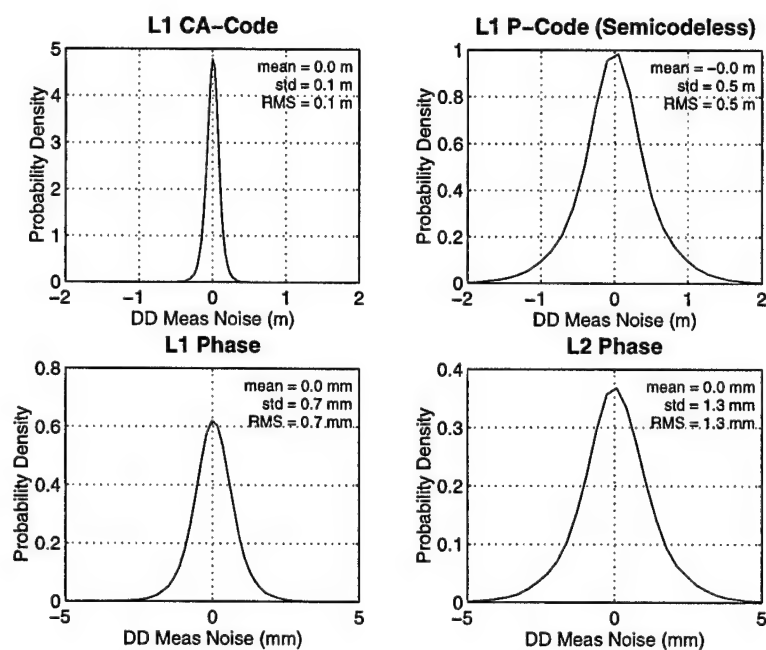 L1 CA-Code
Probability Density
5
4
3
2
1
0
mean = 0.0 m
std = 0.1 m
RMS = 0.1 m
-2 -1 0 1 2
DD Meas Noise (m)
L1 P-Code (Semicodeless)
Probability Density
1
0.8
0.6
0.4
0.2
0
mean = -0.0 m
std = 0.5 m
RMS = 0.5 m
-2 -1 0 1 2
DD Meas Noise (m)
L1 Phase
Probability Density
0.8
0.6
0.4
0.2
0
mean = 0.0 mm
std = 0.7 mm
RMS = 0.7 mm
-5 0 5
DD Meas Noise (mm)
L2 Phase
Probability Density
0.4
0.3
0.2
0.1
0
mean = 0.0 mm
std = 1.3 mm
RMS = 1.3 mm
-5 0 5
DD Meas Noise (mm)